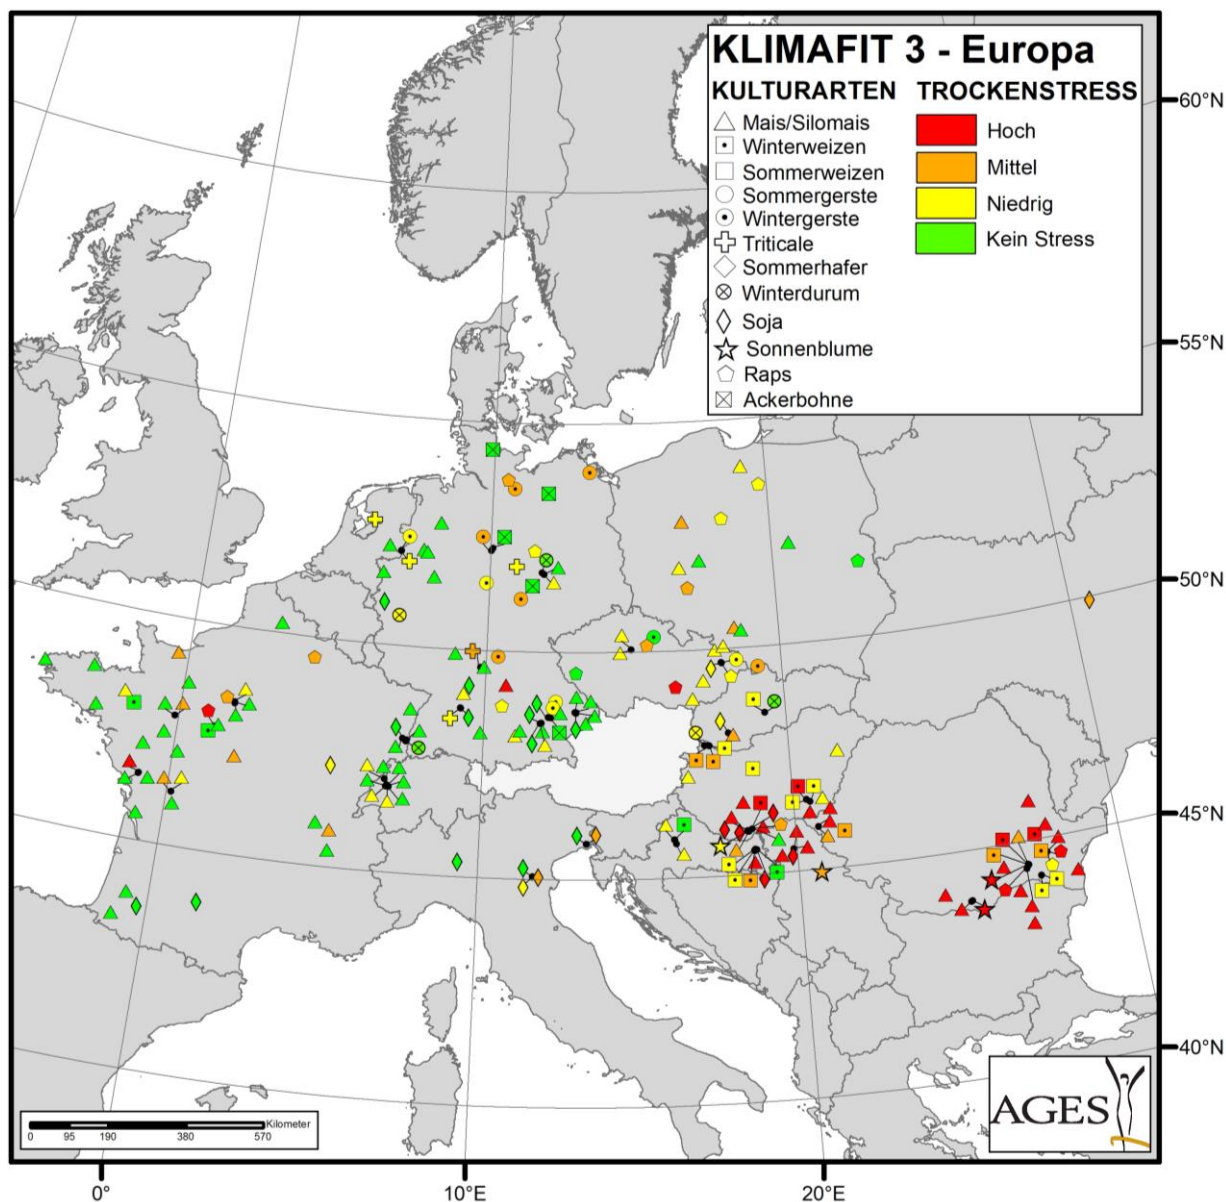 KLIMAFIT 3 - Europa
KULTURARTEN
Mais/Silomais
Winterweizen
Sommerweizen
Sommergerste
Wintergerste
Triticale
Sommerhafer
Winterdurum
Soja
Sonnenblume
Raps
Ackerbohne
TROCKENSTRESS
Hoch
Mittel
Niedrig
Kein Stress
60°N
55°N
50°N
45°N
40°N
AGES
Kilometer
0 95 190 380 570
0° 10°E 20°E